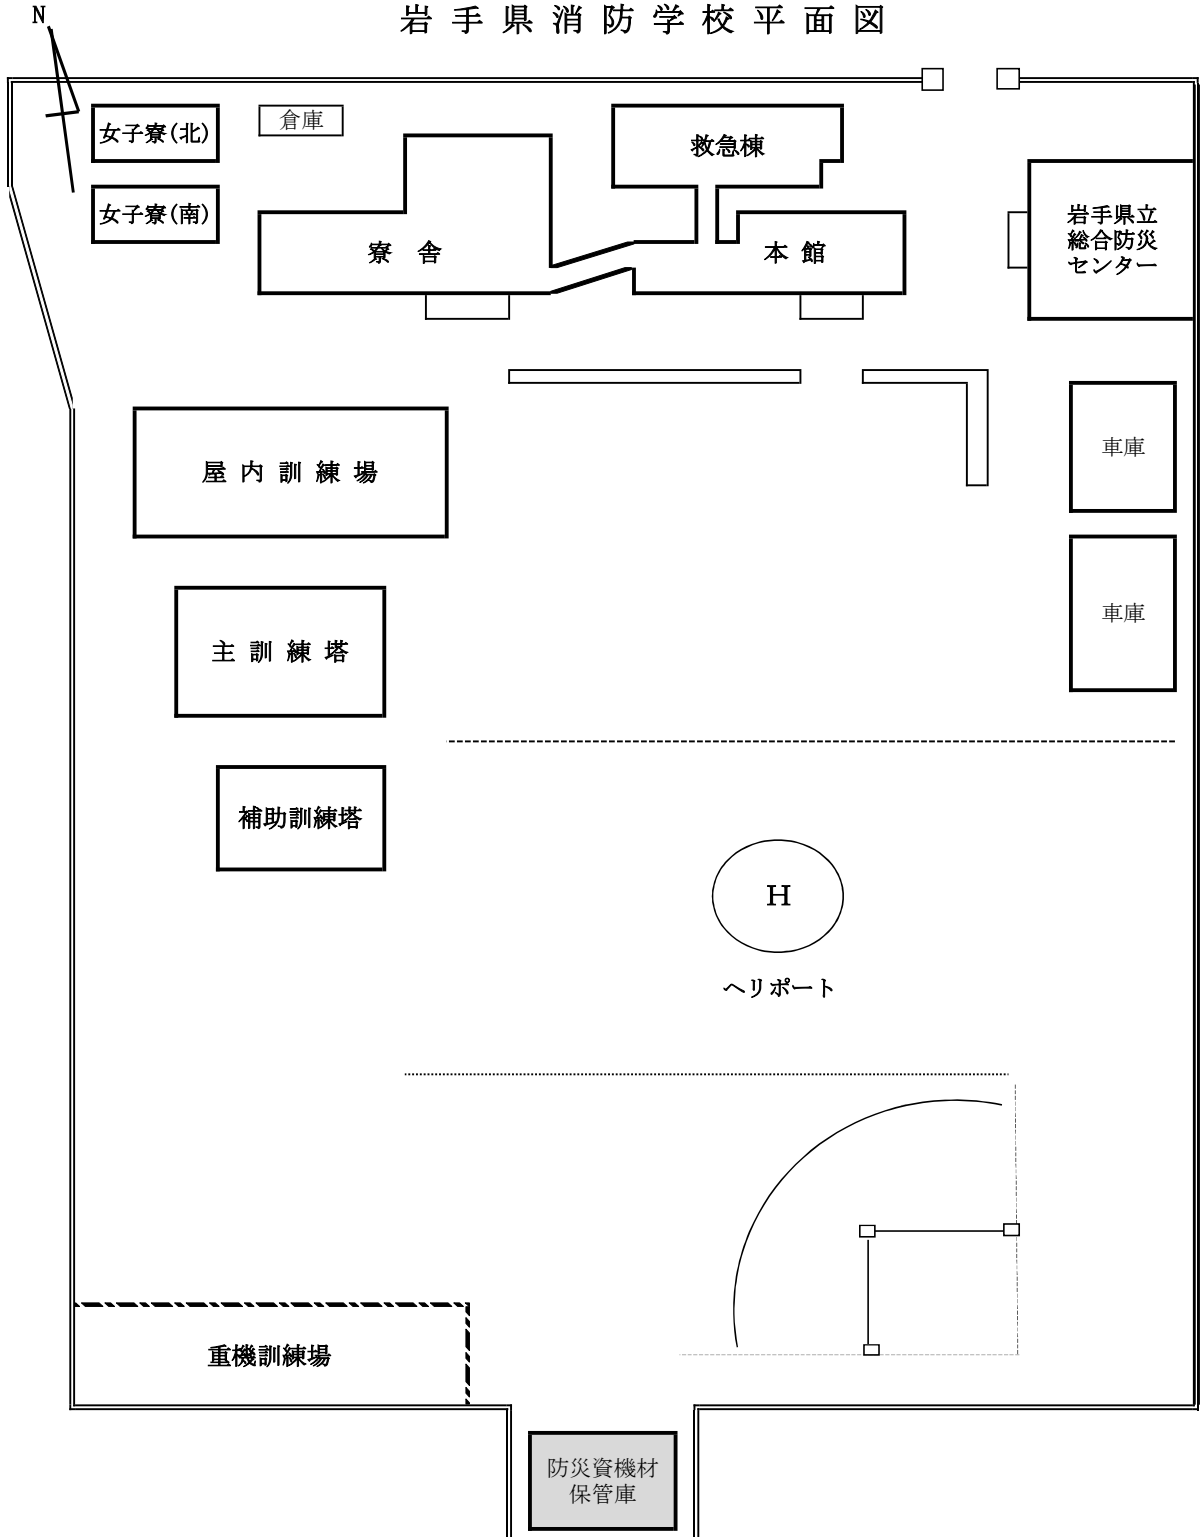 N
岩手県消防学校平面図
女子寮(北)
倉庫
救急棟
女子寮(南)
寮舎
本館
岩手県立
総合防災
センター
屋内訓練場
車庫
車庫
主訓練塔
補助訓練塔
H
ヘリポート
重機訓練場
防災資機材
保管庫